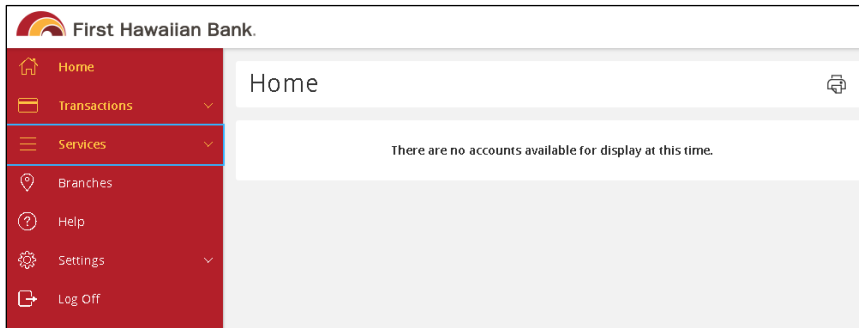 First Hawaiian Bank.
Home
Transactions
Services
Branches
Help
Settings
Log Off
Home
There are no accounts available for display at this time.